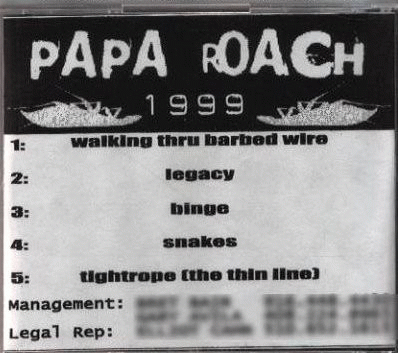 PAPA ROACH
1999
1: walking thru barbed wire
2: legacy
3: binge
4: snakes
5: tightrope (the thin line)
Management:
Legal Rep: